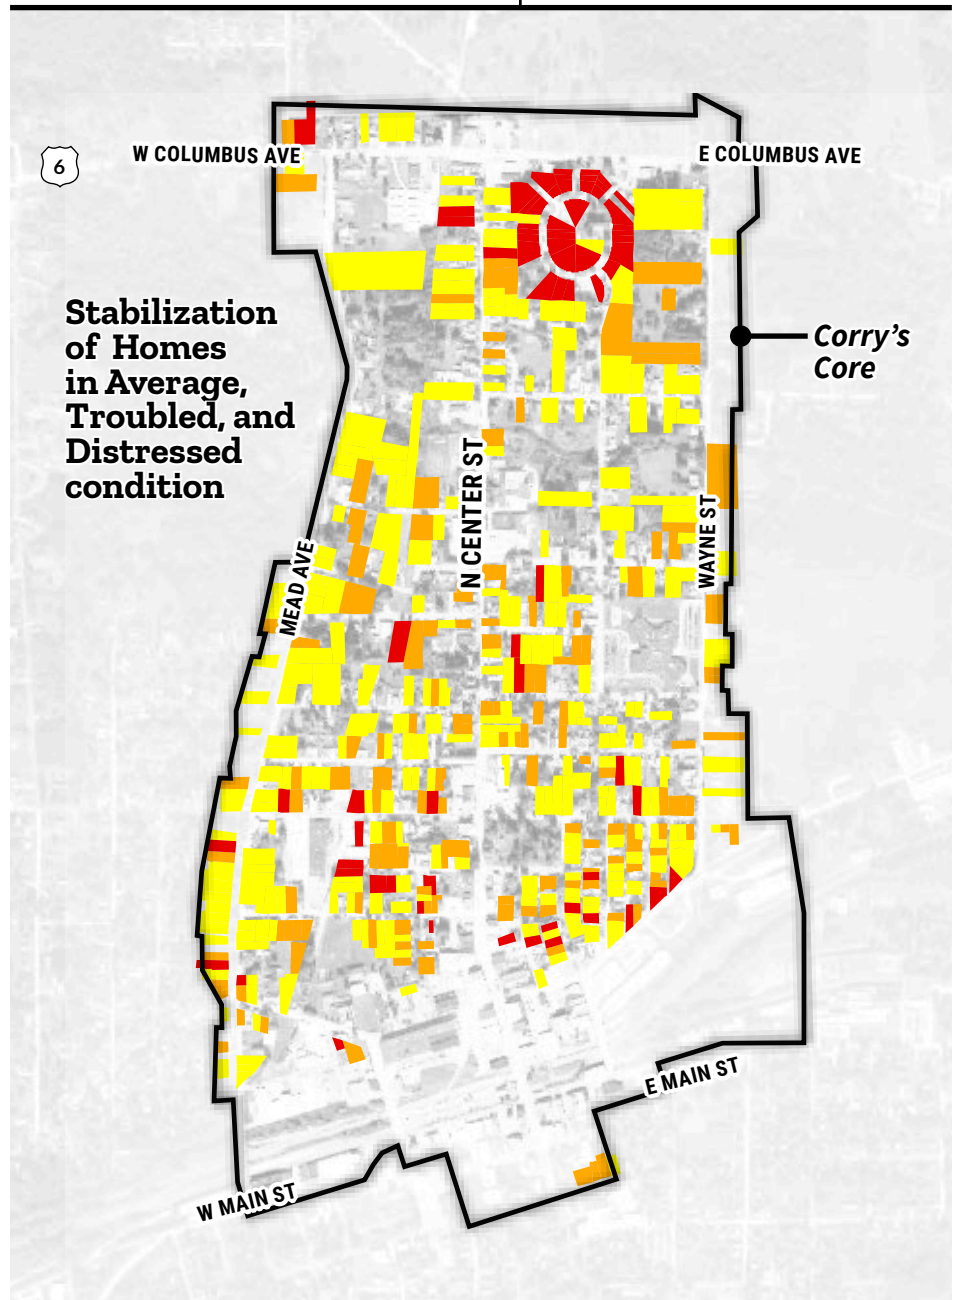 W COLUMBUS AVE
E COLUMBUS AVE
6
Stabilization
of Homes
in Average,
Troubled, and
Distressed
condition
Corry's
Core
N CENTER ST
WAYNE ST
MEAD AVE
E MAIN ST
W MAIN ST